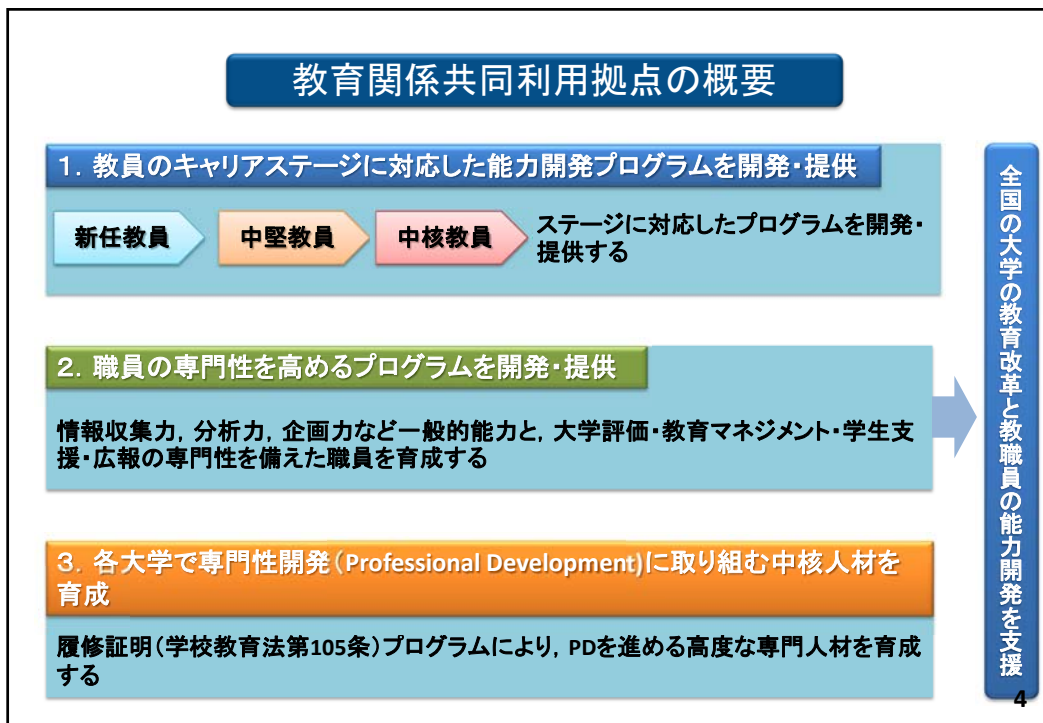 教育関係共同利用拠点の概要
１．教員のキャリアステージに対応した能力開発プログラムを開発・提供
新任教員
中堅教員
中核教員
ステージに対応したプログラムを開発・
提供する
２．職員の専門性を高めるプログラムを開発・提供
情報収集力，分析力，企画力など一般的能力と，大学評価・教育マネジメント・学生支
援・広報の専門性を備えた職員を育成する
３．各大学で専門性開発（Professional Development)に取り組む中核人材を
育成
履修証明（学校教育法第105条）プログラムにより，PDを進める高度な専門人材を育成
する
全国の大学の教育改革と教職員の能力開発を支援
4